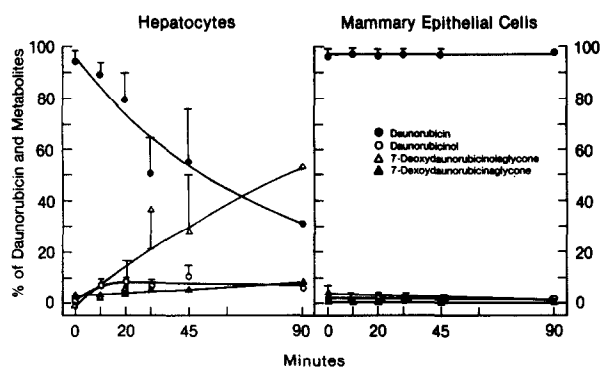 Hepatocytes
Mammary Epithelial Cells
% of Daunorubicin and Metabolites
100
80
60
40
20
0
100
80
60
40
20
0
Daunorubicin
Daunorubicinol
7-Deoxydaunorubicinolaglycone
7-Dexoydaunorubicinaglycone
0 20 45 90
0 20 45 90
Minutes